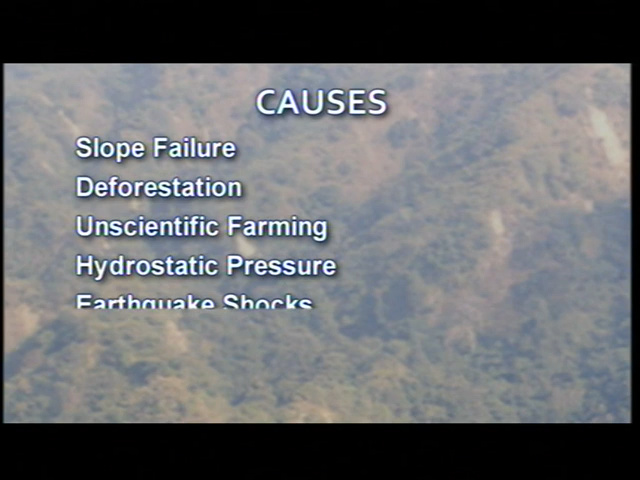 CAUSES
Slope Failure
Deforestation
Unscientific Farming
Hydrostatic Pressure
Earthquake Shocks